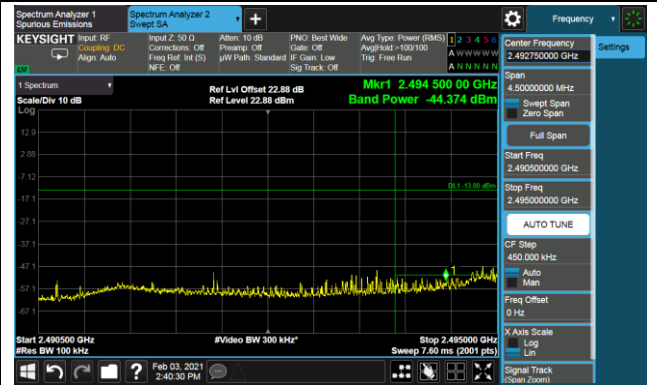 Spectrum Analyzer 1
Spurious Emissions
Spectrum Analyzer 2
Swept SA
Frequency
KEYSIGHT
Input: RF
Coupling: DC
Align: Auto
Input Z: 50 Ω
Corrections: Off
Freq Ref: Int (S)
NFE: Off
Atten: 10 dB
Preamp: Off
µW Path: Standard
PNO: Best Wide
Gate: Off
IF Gain: Low
Sig Track: Off
Avg Type: Power (RMS)
Avg|Hold:>100/100
Trig: Free Run
1 2 3 4 5 6
A W W W W W
A N N N N N
1 Spectrum
Scale/Div 10 dB
Log
Ref Lvl Offset 22.88 dB
Ref Level 22.88 dBm
Mkr1 2.494 500 00 GHz
Band Power -44.374 dBm
12.9
2.88
-7.12
-17.1
-27.1
-37.1
-47.1
-57.1
-67.1
DL1 -13.00 dBm
1
Start 2.490500 GHz
#Res BW 100 kHz
#Video BW 300 kHz*
Stop 2.495000 GHz
Sweep 7.60 ms (2001 pts)
Feb 03, 2021
2:40:30 PM
Center Frequency
2.492750000 GHz
Settings
Span
4.50000000 MHz
Swept Span
Zero Span
Full Span
Start Freq
2.490500000 GHz
Stop Freq
2.495000000 GHz
AUTO TUNE
CF Step
450.000 kHz
Auto
Man
Freq Offset
0 Hz
X Axis Scale
Log
Lin
Signal Track
(Span Zoom)